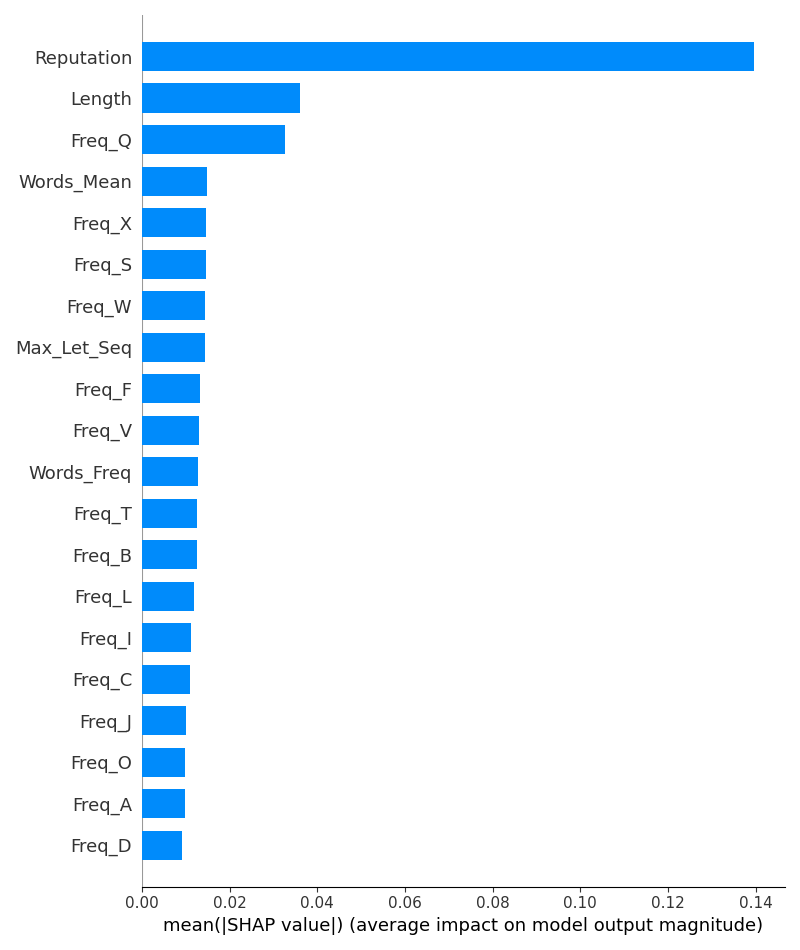 Reputation
Length
Freq_Q
Words_Mean
Freq_X
Freq_S
Freq_W
Max_Let_Seq
Freq_F
Freq_V
Words_Freq
Freq_T
Freq_B
Freq_L
Freq_I
Freq_C
Freq_J
Freq_O
Freq_A
Freq_D
0.00 0.02 0.04 0.06 0.08 0.10 0.12 0.14
mean(|SHAP value|) (average impact on model output magnitude)